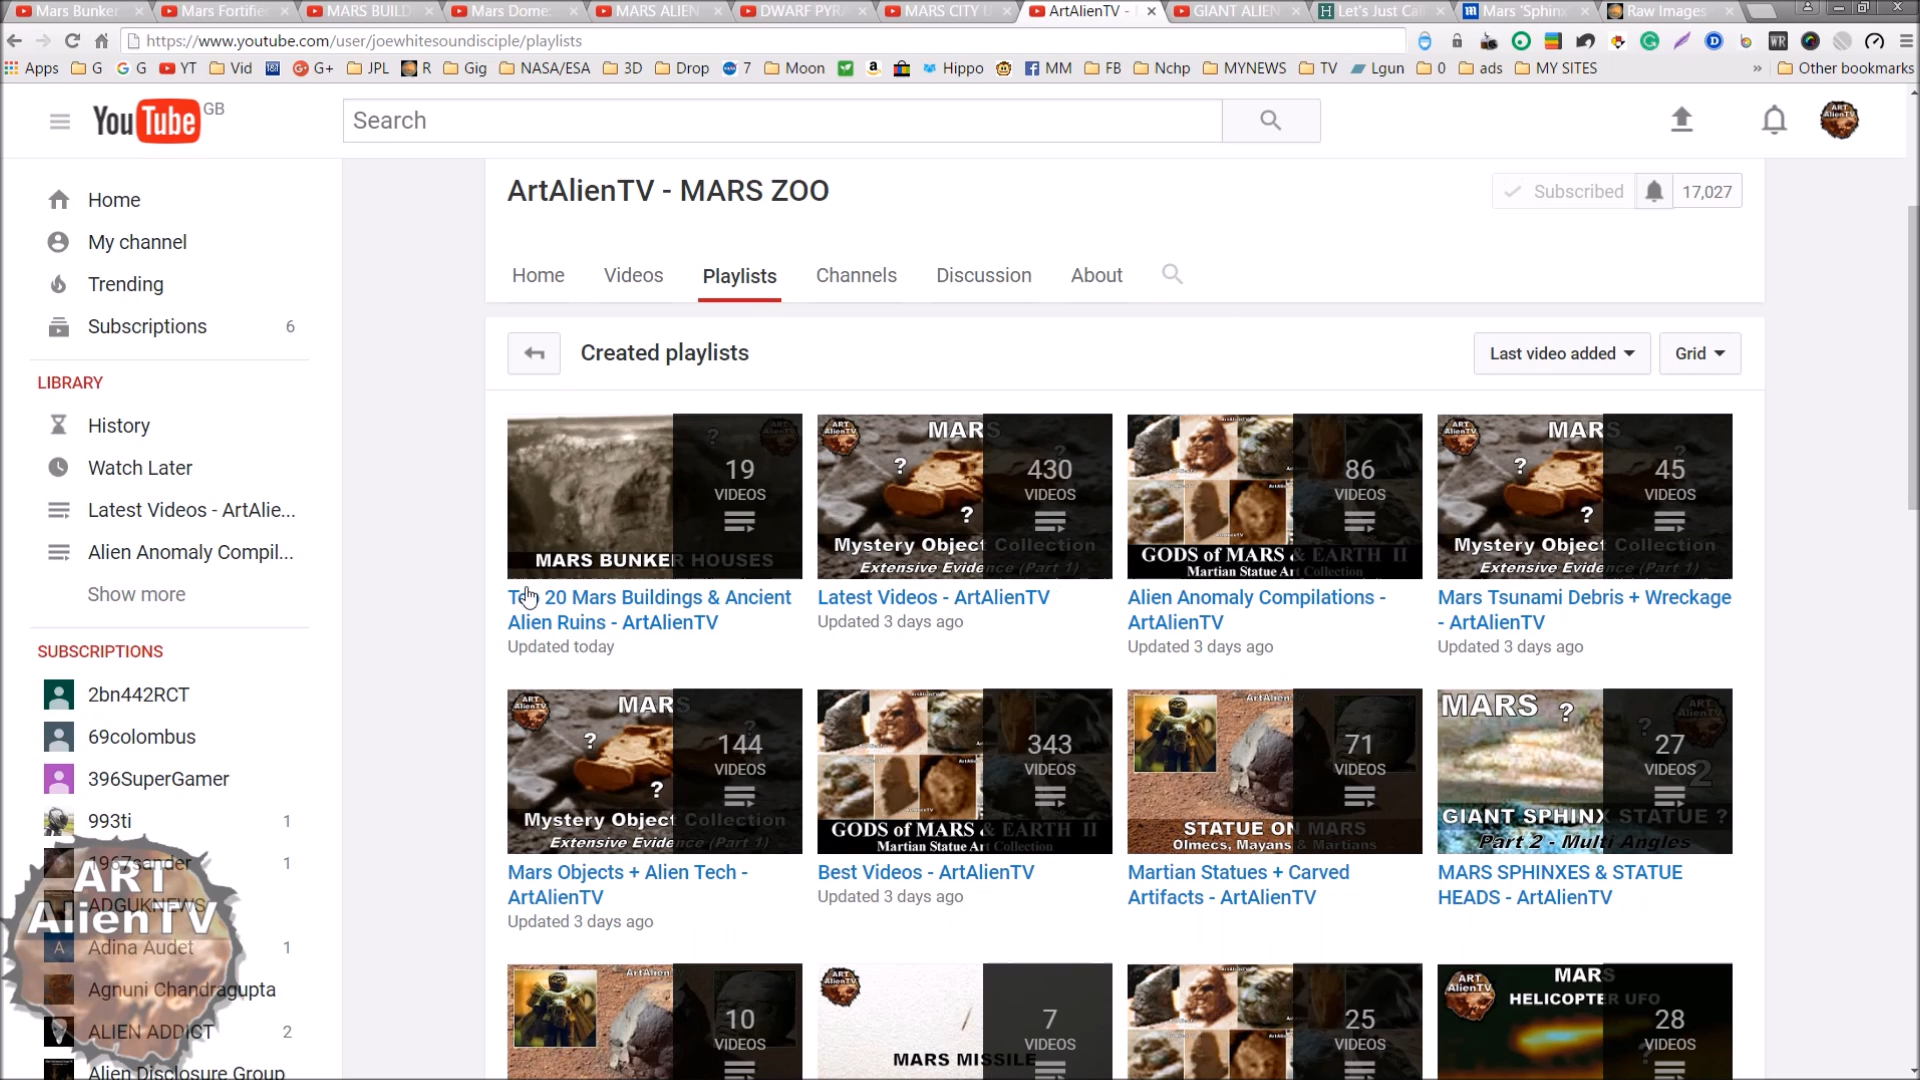 Mars Bunker
Mars Fortifie
MARS BUILD
Mars Dome
MARS ALIEN
DWARF PYR
MARS CITY U
ArtAlienTV -
GIANT ALIEN
Let's Just Cal
Mars 'Sphin
Raw Images
https://www.youtube.com/user/joewhitesoundisciple/playlists
Apps G G YT Vid G+ JPL R Gig NASA/ESA 3D Drop 7 Moon Hippo MM FB Nchp MYNEWS TV Lgun 0 ads MY SITES » Other bookmarks
YouTube GB
Search
ArtAlienTV - MARS ZOO
Subscribed 17,027
Home Videos Playlists Channels Discussion About
Home
My channel
Trending
Subscriptions 6
LIBRARY
History
Watch Later
Latest Videos - ArtAlie...
Alien Anomaly Compil...
Show more
SUBSCRIPTIONS
2bn442RCT
69colombus
396SuperGamer
993ti 1
1967sander 1
ADGUKNEWS
A Adina Audet 1
Agnuni Chandragupta
ALIEN ADDICT 2
Alien Disclosure Group
ART
AlienTV
Created playlists
Last video added
Grid
19
VIDEOS
MARS BUNKER HOUSES
Top 20 Mars Buildings & Ancient
Alien Ruins - ArtAlienTV
Updated today
MARS
430
VIDEOS
Mystery Object Collection
Extensive Evidence (Part 1)
Latest Videos - ArtAlienTV
Updated 3 days ago
86
VIDEOS
GODS of MARS & EARTH II
Martian Statue Art Collection
Alien Anomaly Compilations -
ArtAlienTV
Updated 3 days ago
MARS
45
VIDEOS
Mystery Object Collection
Extensive Evidence (Part 1)
Mars Tsunami Debris + Wreckage
- ArtAlienTV
Updated 3 days ago
MARS
144
VIDEOS
Mystery Object Collection
Extensive Evidence (Part 1)
Mars Objects + Alien Tech -
ArtAlienTV
Updated 3 days ago
343
VIDEOS
GODS of MARS & EARTH II
Martian Statue Art Collection
Best Videos - ArtAlienTV
Updated 3 days ago
71
VIDEOS
STATUE ON MARS
Olmecs, Mayans & Martians
Martian Statues + Carved
Artifacts - ArtAlienTV
MARS ?
27
VIDEOS
GIANT SPHINX STATUE ?
Part 2 - Multi Angles
MARS SPHINXES & STATUE
HEADS - ArtAlienTV
10
VIDEOS
7
VIDEOS
MARS MISSILE
25
VIDEOS
MARS
HELICOPTER UFO
28
VIDEOS